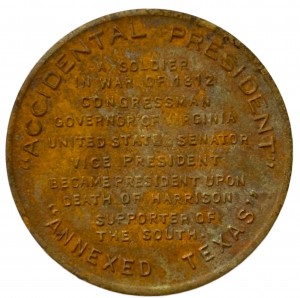 "ACCIDENTAL PRESIDENT"
A SOLDIER
IN WAR OF 1812
CONGRESSMAN
GOVERNOR OF VIRGINIA
UNITED STATES SENATOR
VICE PRESIDENT
BECAME PRESIDENT UPON
DEATH OF HARRISON
SUPPORTER OF
THE SOUTH.
"ANNEXED TEXAS."